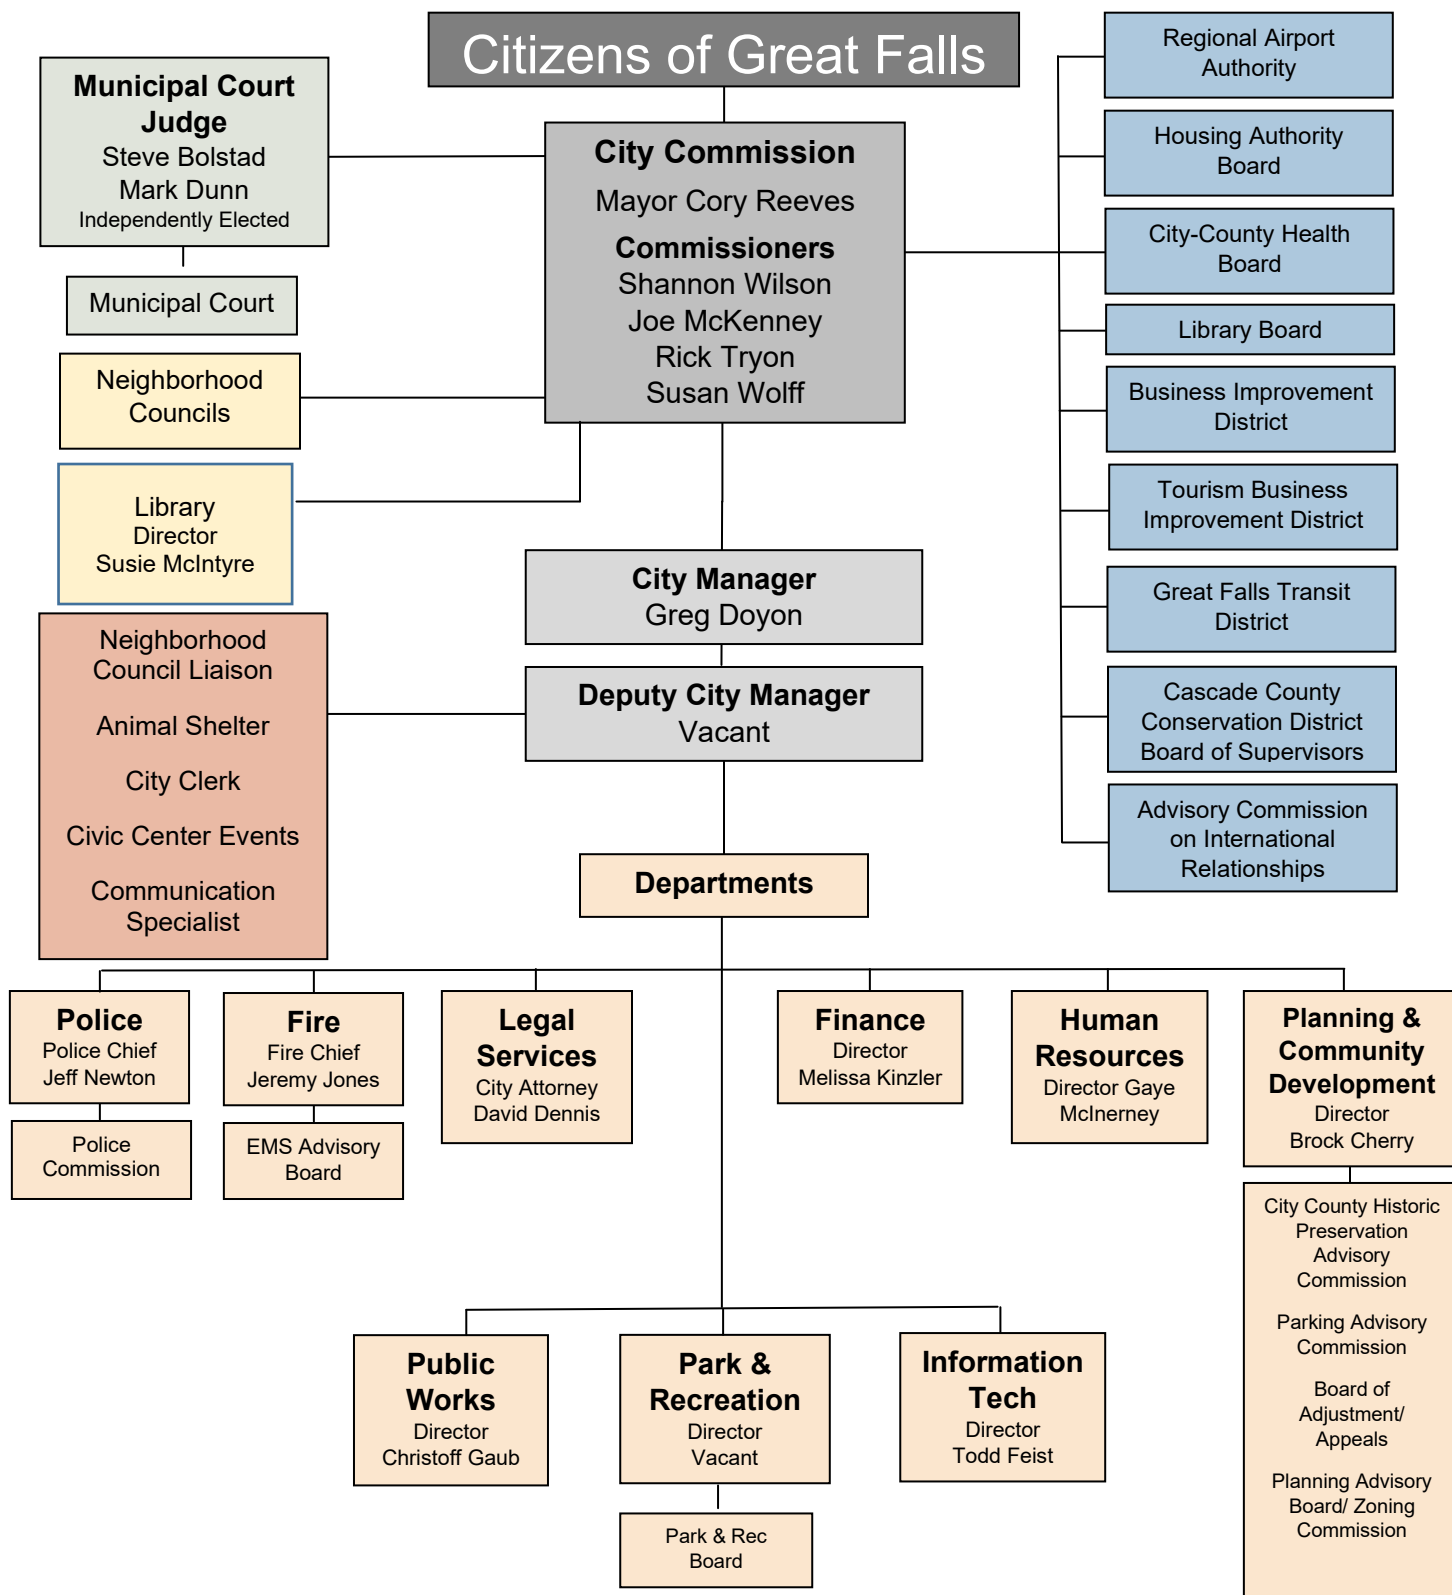 Citizens of Great Falls
Municipal Court
Judge
Steve Bolstad
Mark Dunn
Independently Elected
Municipal Court
Neighborhood
Councils
Library
Director
Susie McIntyre
Neighborhood
Council Liaison
Animal Shelter
City Clerk
Civic Center Events
Communication
Specialist
City Commission
Mayor Cory Reeves
Commissioners
Shannon Wilson
Joe McKenney
Rick Tryon
Susan Wolff
City Manager
Greg Doyon
Deputy City Manager
Vacant
Departments
Regional Airport
Authority
Housing Authority
Board
City-County Health
Board
Library Board
Business Improvement
District
Tourism Business
Improvement District
Great Falls Transit
District
Cascade County
Conservation District
Board of Supervisors
Advisory Commission
on International
Relationships
Police
Police Chief
Jeff Newton
Police
Commission
Fire
Fire Chief
Jeremy Jones
EMS Advisory
Board
Legal
Services
City Attorney
David Dennis
Finance
Director
Melissa Kinzler
Human
Resources
Director Gaye
McInerney
Planning &
Community
Development
Director
Brock Cherry
City County Historic
Preservation
Advisory
Commission
Parking Advisory
Commission
Board of
Adjustment/
Appeals
Planning Advisory
Board/ Zoning
Commission
Public
Works
Director
Christoff Gaub
Park &
Recreation
Director
Vacant
Park & Rec
Board
Information
Tech
Director
Todd Feist